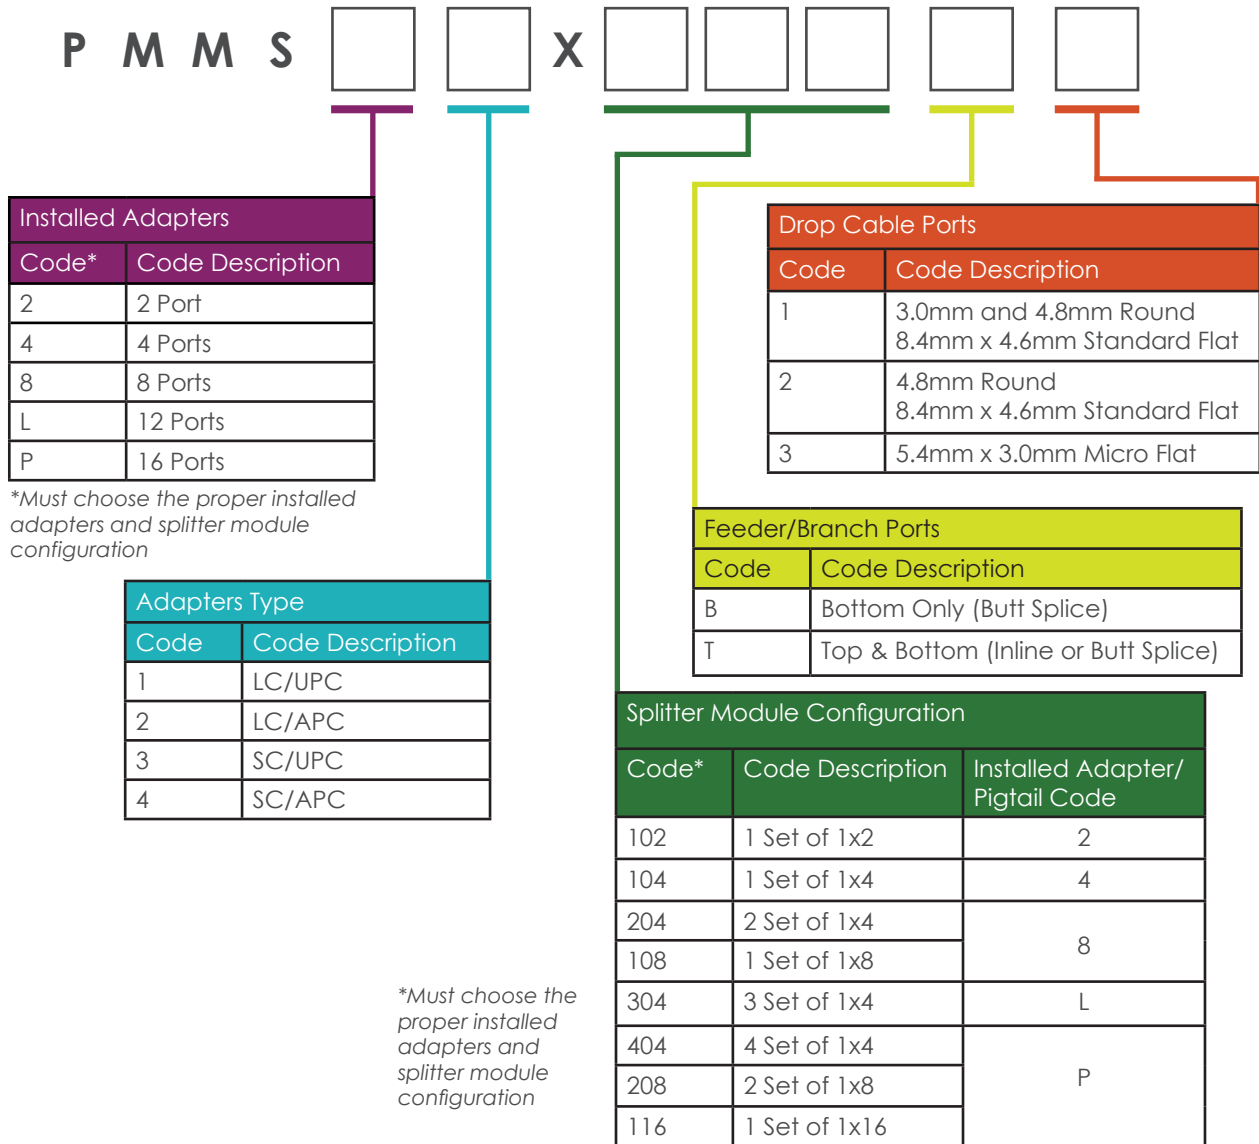 P M M S X
Installed Adapters
Code* Code Description
2 2 Port
4 4 Ports
8 8 Ports
L 12 Ports
P 16 Ports
*Must choose the proper installed
adapters and splitter module
configuration
Adapters Type
Code Code Description
1 LC/UPC
2 LC/APC
3 SC/UPC
4 SC/APC
Drop Cable Ports
Code Code Description
1 3.0mm and 4.8mm Round
8.4mm x 4.6mm Standard Flat
2 4.8mm Round
8.4mm x 4.6mm Standard Flat
3 5.4mm x 3.0mm Micro Flat
Feeder/Branch Ports
Code Code Description
B Bottom Only (Butt Splice)
T Top & Bottom (Inline or Butt Splice)
Splitter Module Configuration
Code* Code Description Installed Adapter/
Pigtail Code
102 1 Set of 1x2 2
104 1 Set of 1x4 4
204 2 Set of 1x4
8
108 1 Set of 1x8
304 3 Set of 1x4 L
404 4 Set of 1x4
P
208 2 Set of 1x8
116 1 Set of 1x16
*Must choose the
proper installed
adapters and
splitter module
configuration